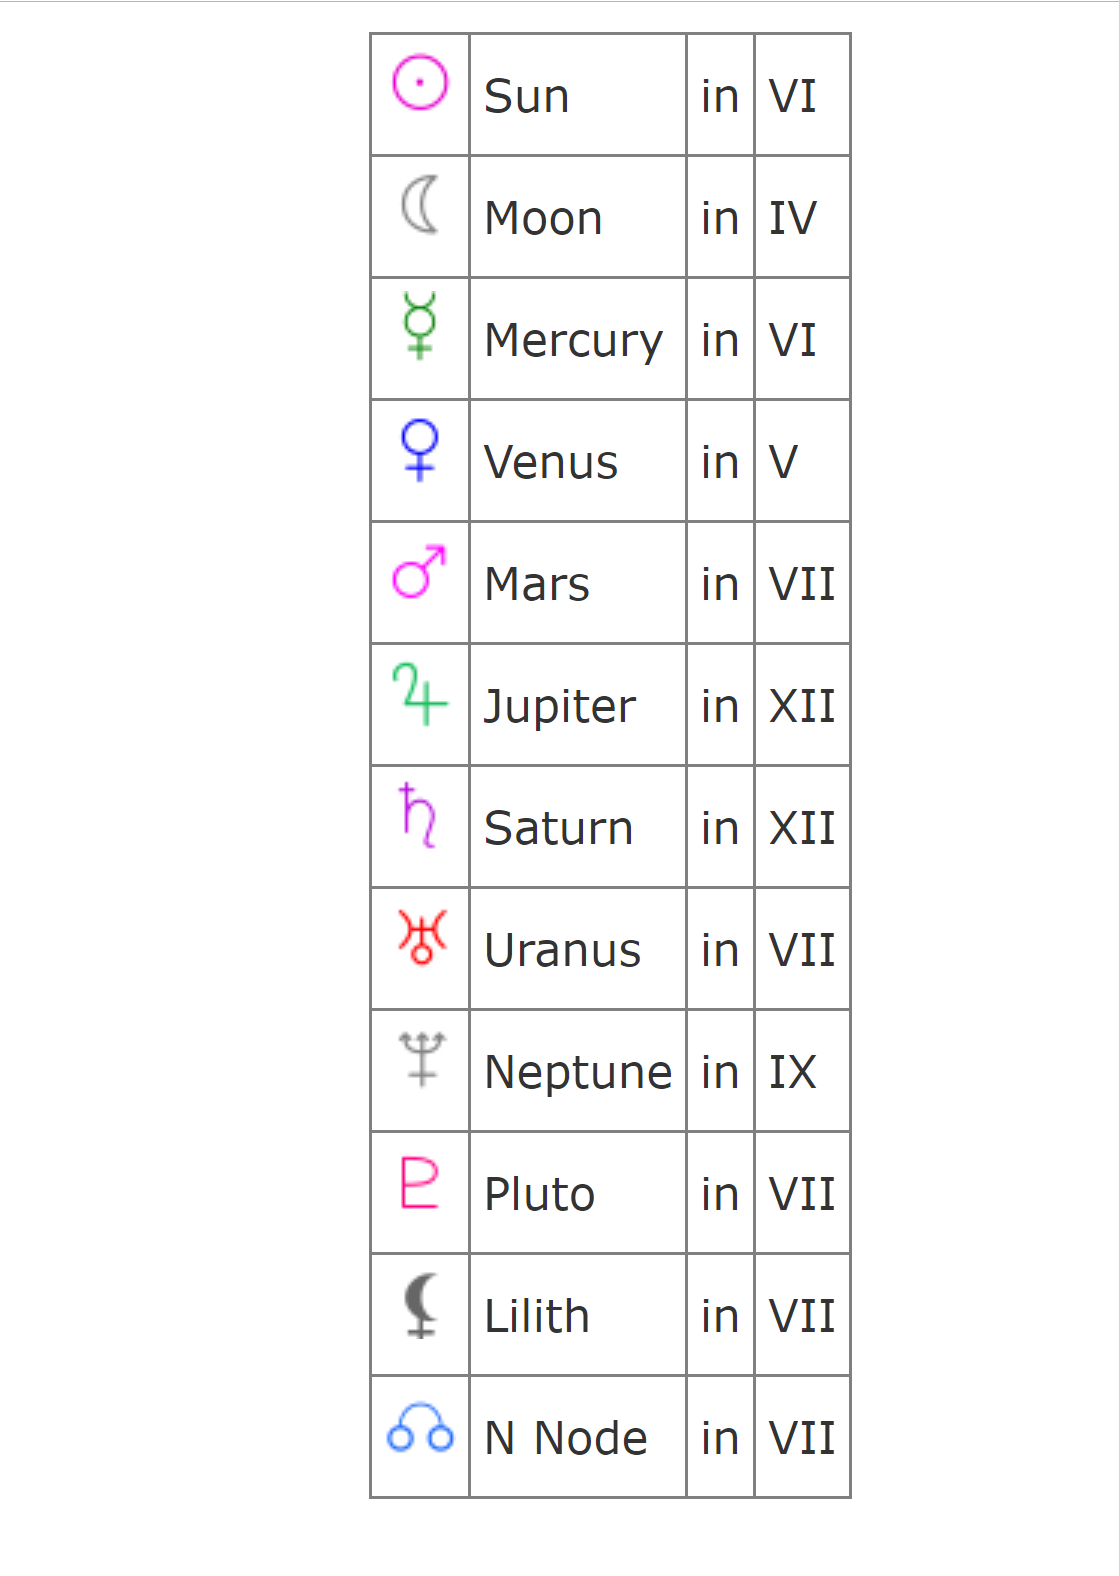 Sun in VI
Moon in IV
Mercury in VI
Venus in V
Mars in VII
Jupiter in XII
Saturn in XII
Uranus in VII
Neptune in IX
Pluto in VII
Lilith in VII
N Node in VII